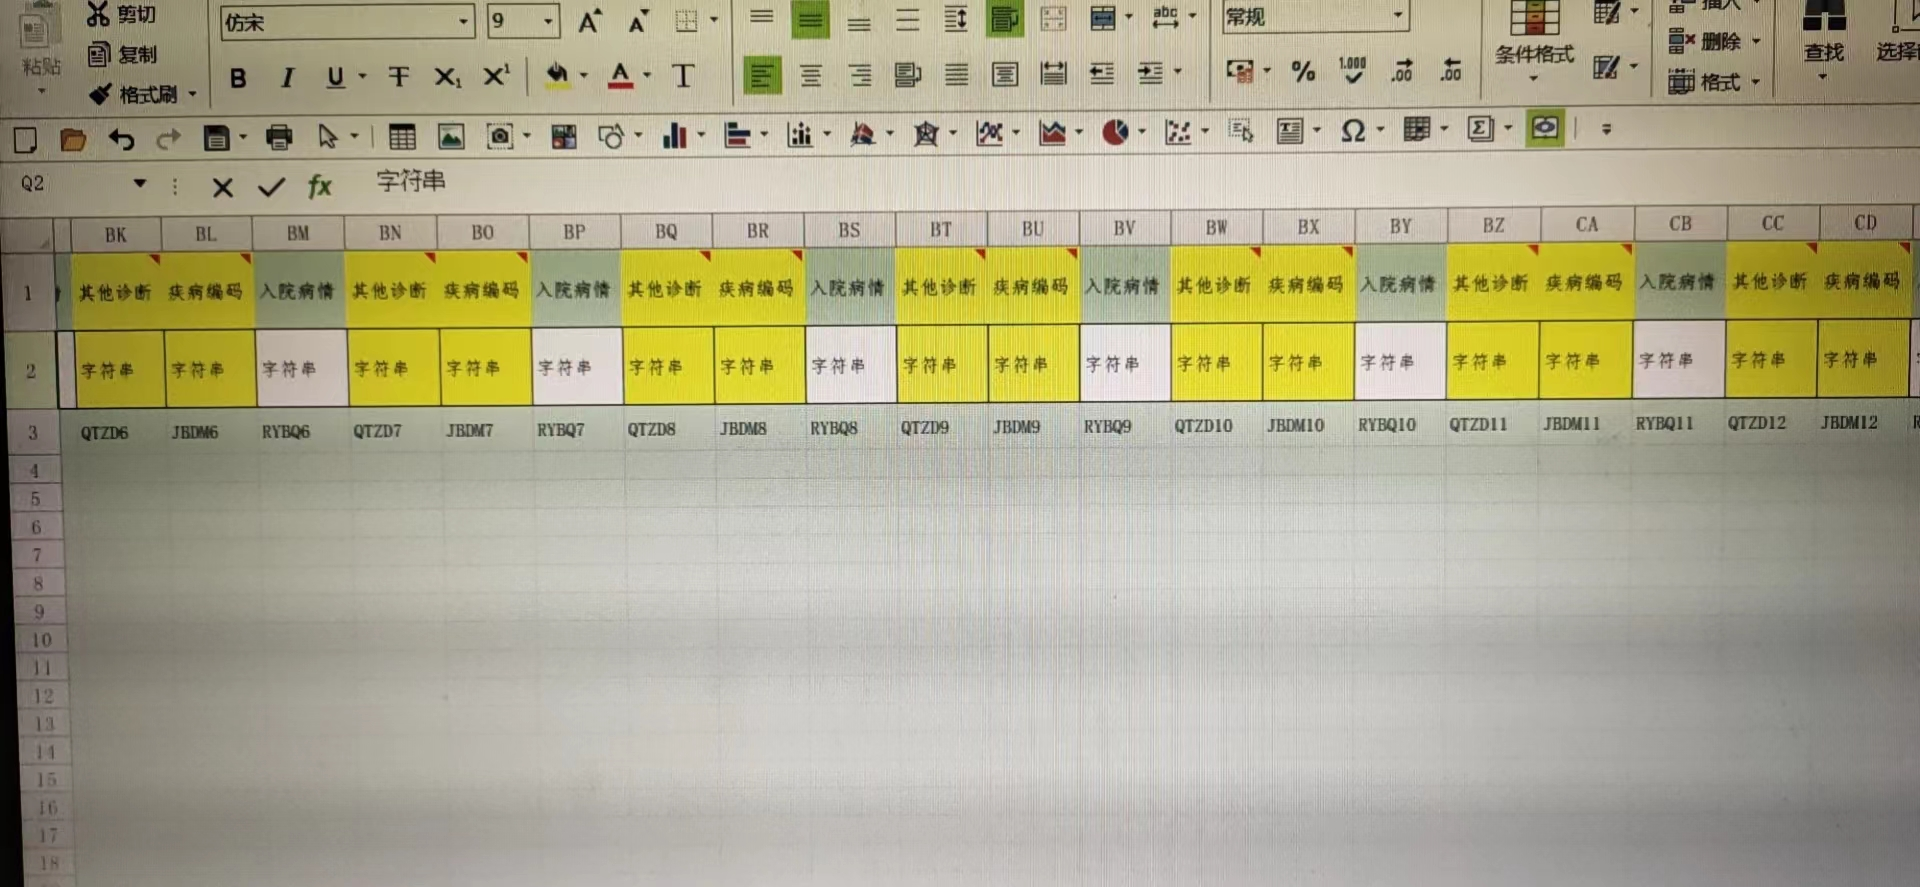 剪切
仿宋 9 A A abc 常规
粘贴 复制 条件格式 删除 查找
B I U T X₁ X¹ A T % 1.000 .00 .00
格式刷 格式
Ω Σ
Q2 fx 字符串
BK BL BM BN BO BP BQ BR BS BT BU BV BW BX BY BZ CA CB CC CD
1 其他诊断 疾病编码 入院病情 其他诊断 疾病编码 入院病情 其他诊断 疾病编码 入院病情 其他诊断 疾病编码 入院病情 其他诊断 疾病编码 入院病情 其他诊断 疾病编码 入院病情 其他诊断 疾病编码
2 字符串 字符串 字符串 字符串 字符串 字符串 字符串 字符串 字符串 字符串 字符串 字符串 字符串 字符串 字符串 字符串 字符串 字符串 字符串 字符串
3 QTZD6 JBDM6 RYBQ6 QTZD7 JBDM7 RYBQ7 QTZD8 JBDM8 RYBQ8 QTZD9 JBDM9 RYBQ9 QTZD10 JBDM10 RYBQ10 QTZD11 JBDM11 RYBQ11 QTZD12 JBDM12
4
5
6
7
8
9
10
11
12
13
14
15
16
17
18